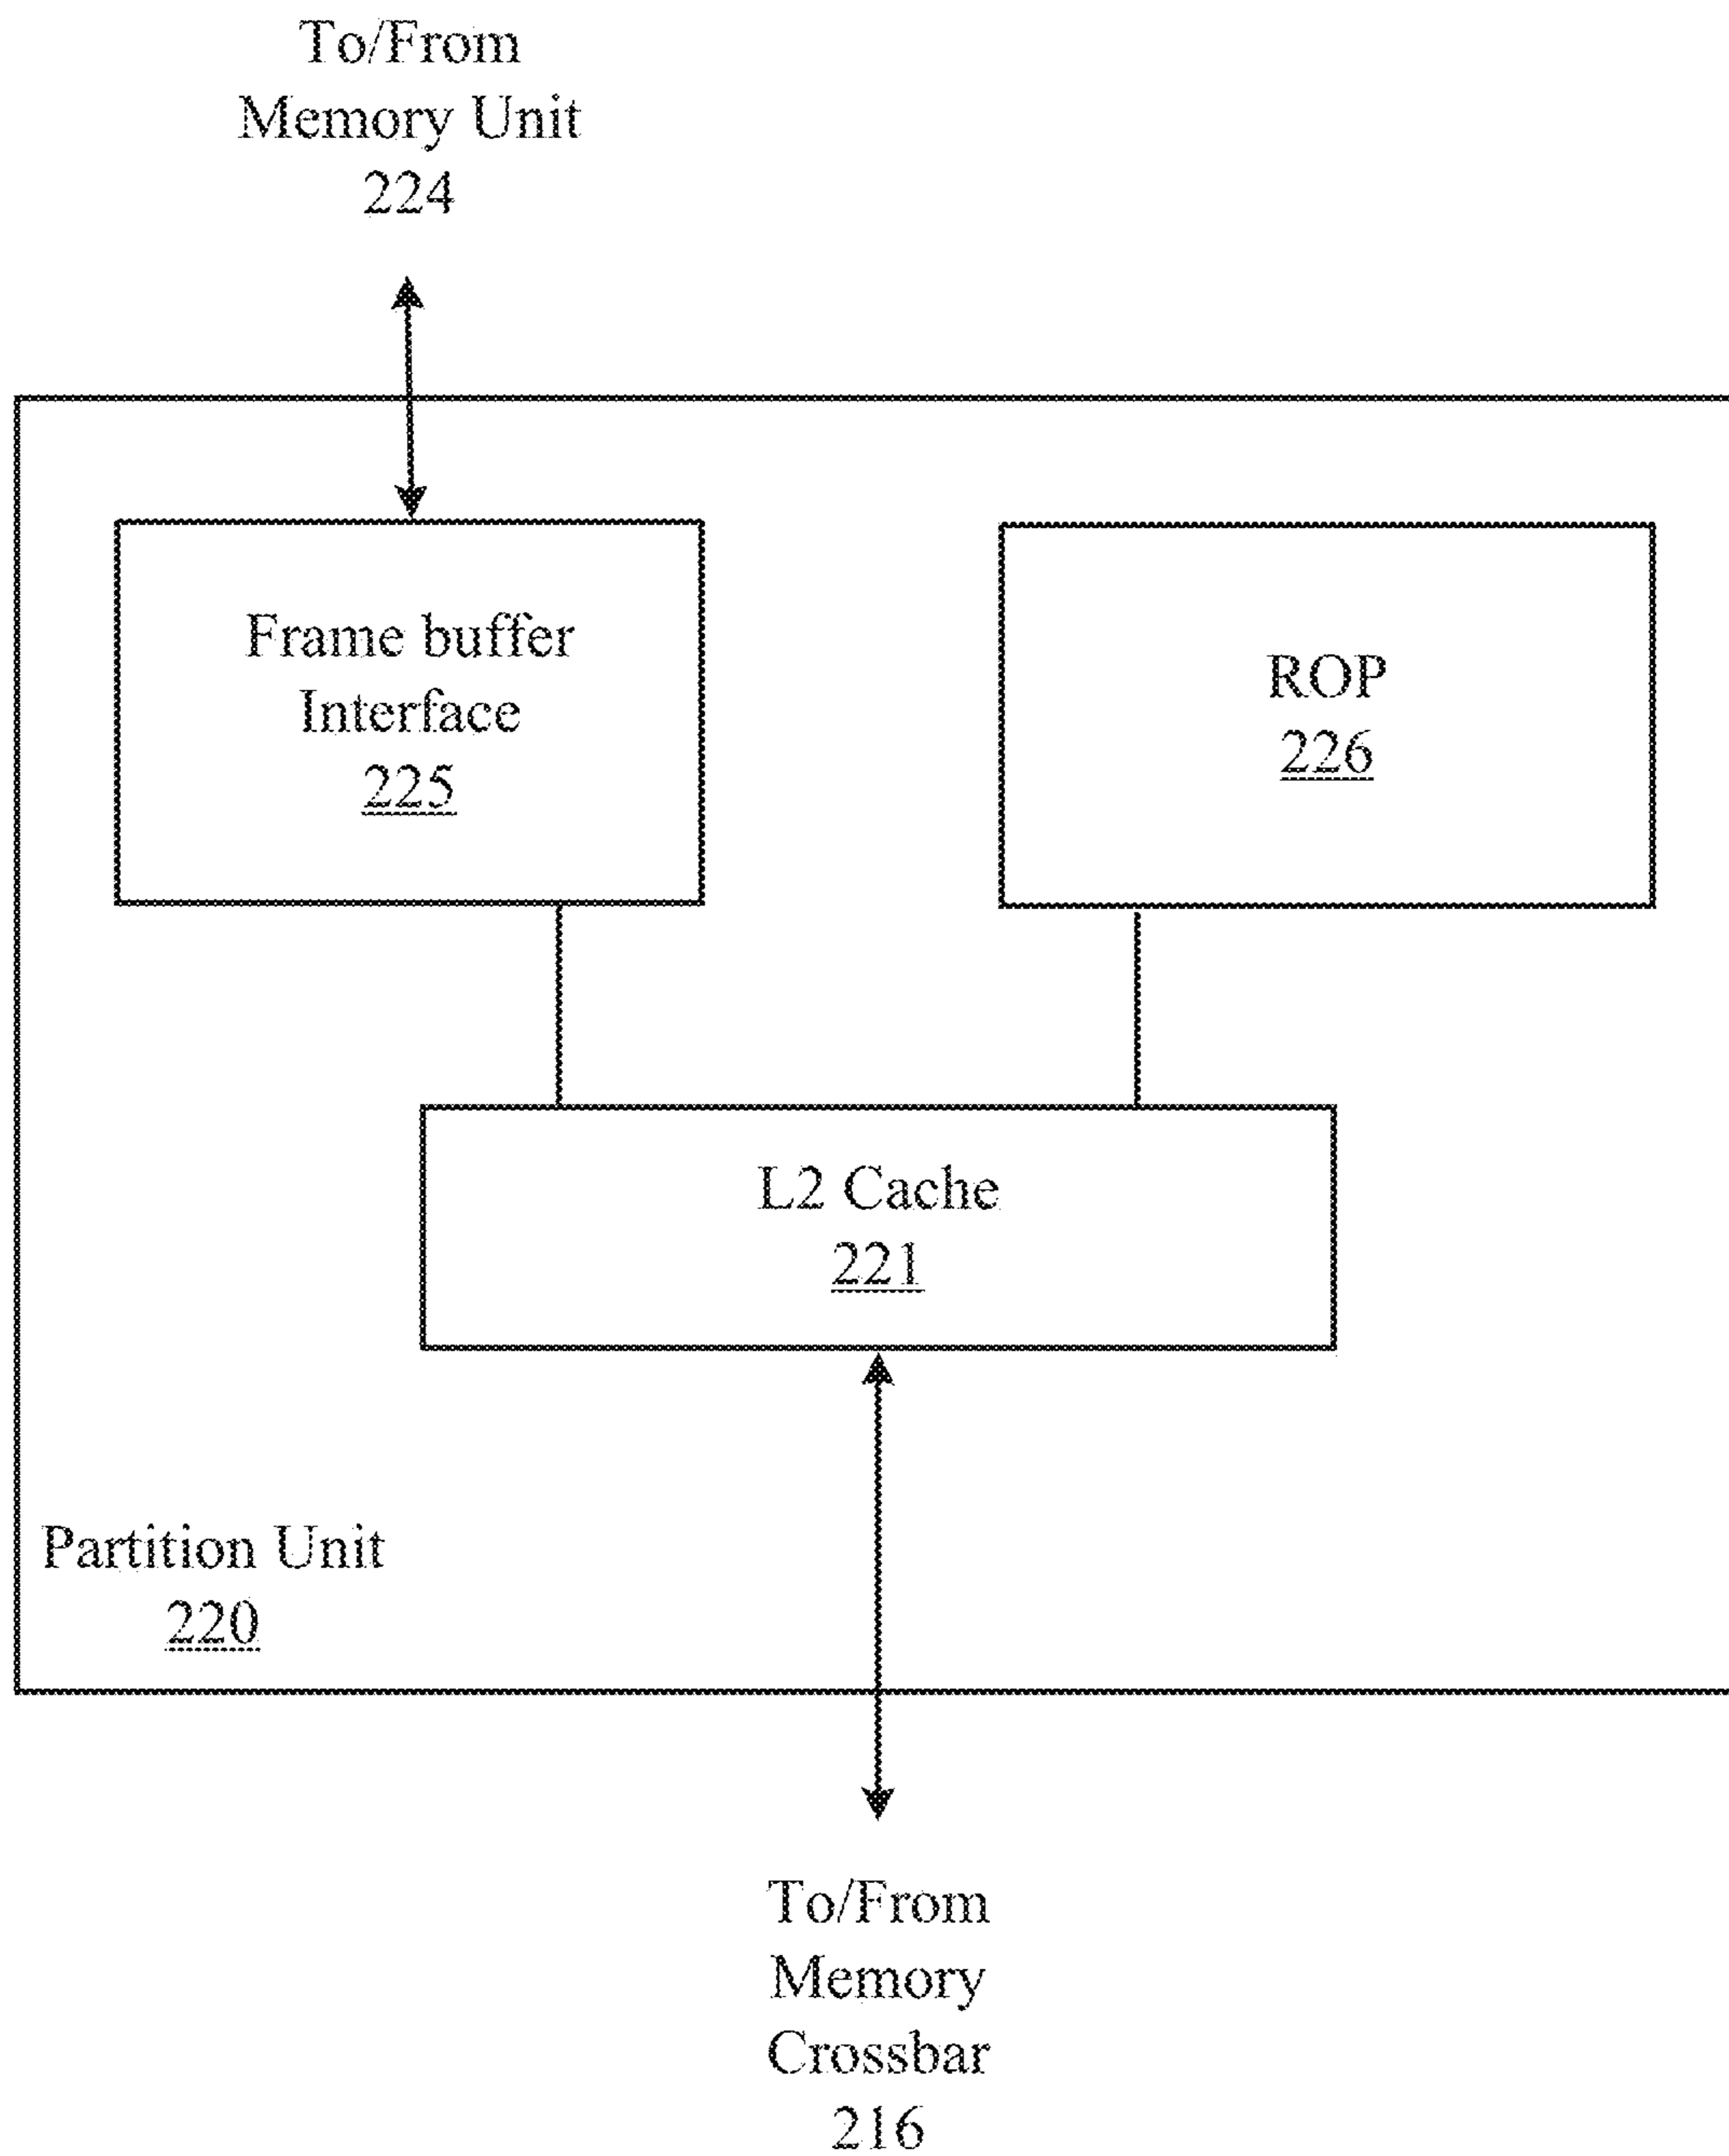 To/From
Memory Unit
224
Frame buffer
Interface
225
ROP
226
L2 Cache
221
Partition Unit
220
To/From
Memory
Crossbar
216